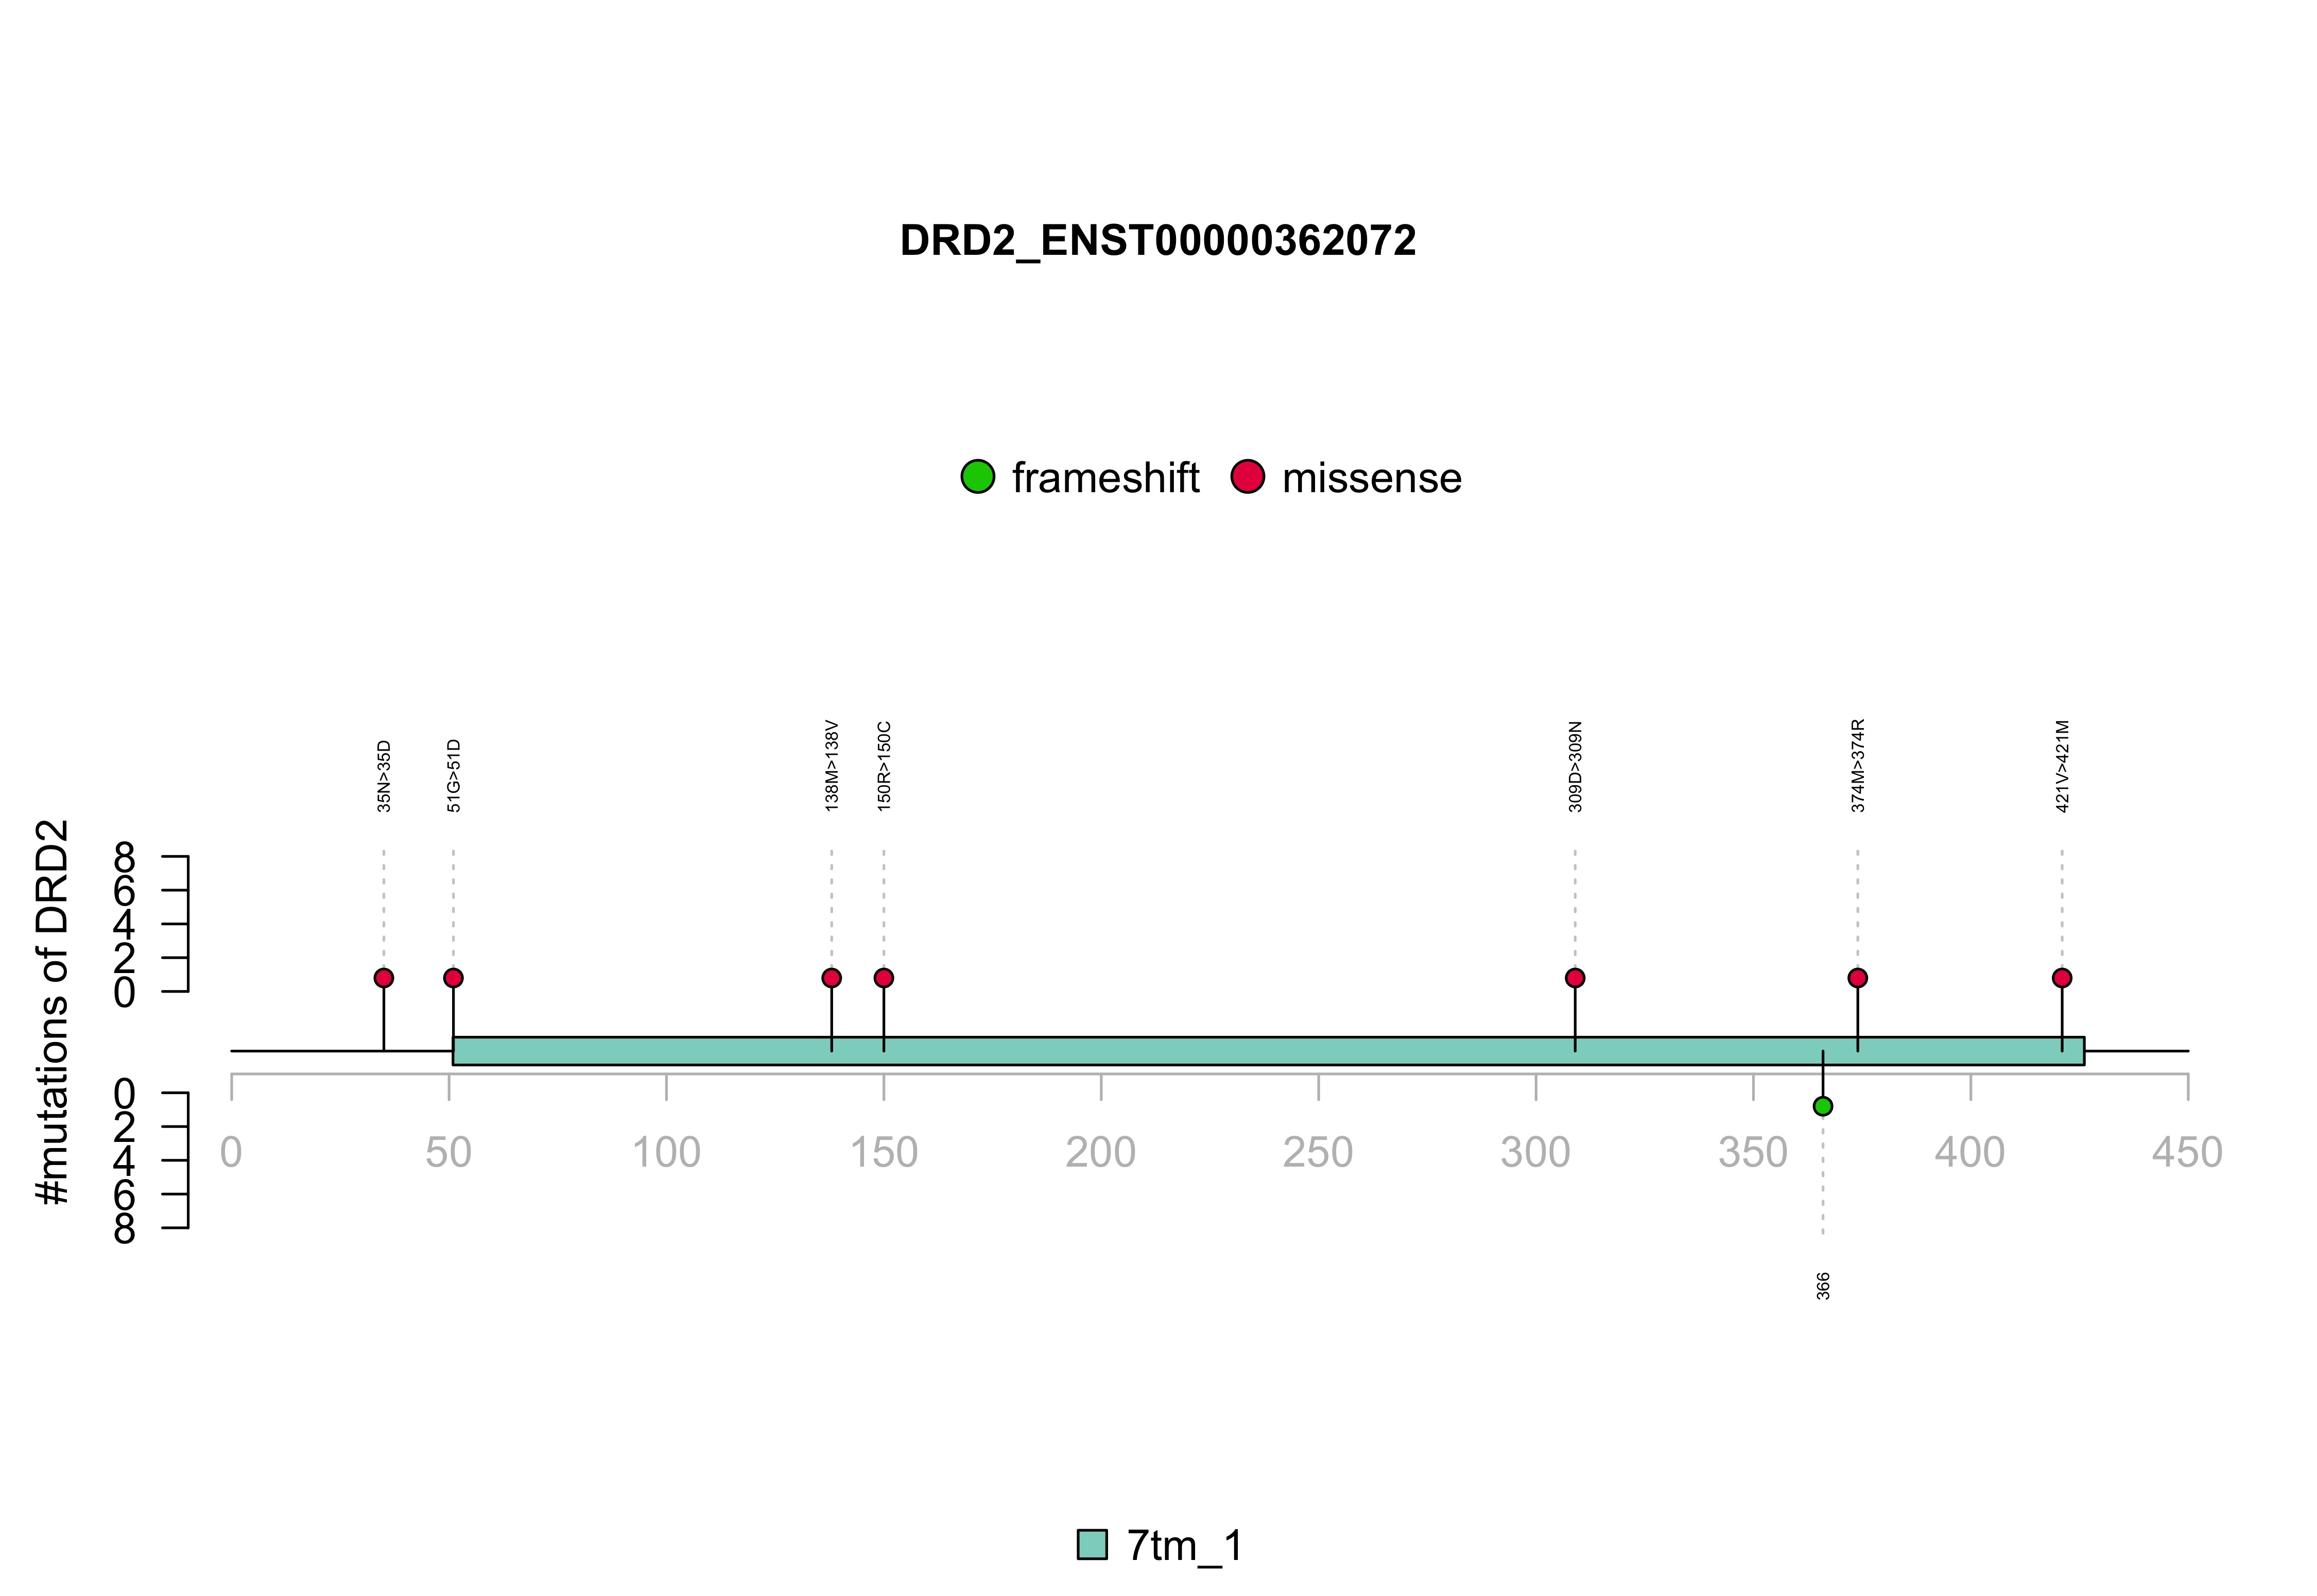 DRD2_ENST00000362072
frameshift missense
35N>35D
51G>51D
138M>138V
150R>150C
309D>309N
374M>374R
421V>421M
#mutations of DRD2
8
6
4
2
0
0
2
4
6
8
0 50 100 150 200 250 300 350 400 450
366
7tm_1